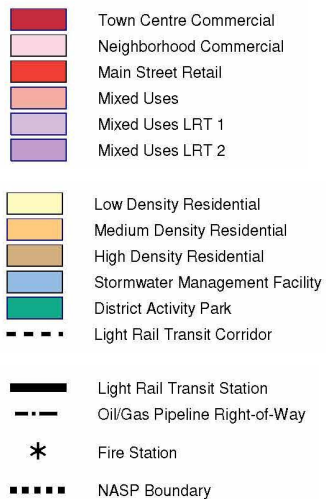 Town Centre Commercial
Neighborhood Commercial
Main Street Retail
Mixed Uses
Mixed Uses LRT 1
Mixed Uses LRT 2
Low Density Residential
Medium Density Residential
High Density Residential
Stormwater Management Facility
District Activity Park
Light Rail Transit Corridor
Light Rail Transit Station
Oil/Gas Pipeline Right-of-Way
Fire Station
NASP Boundary